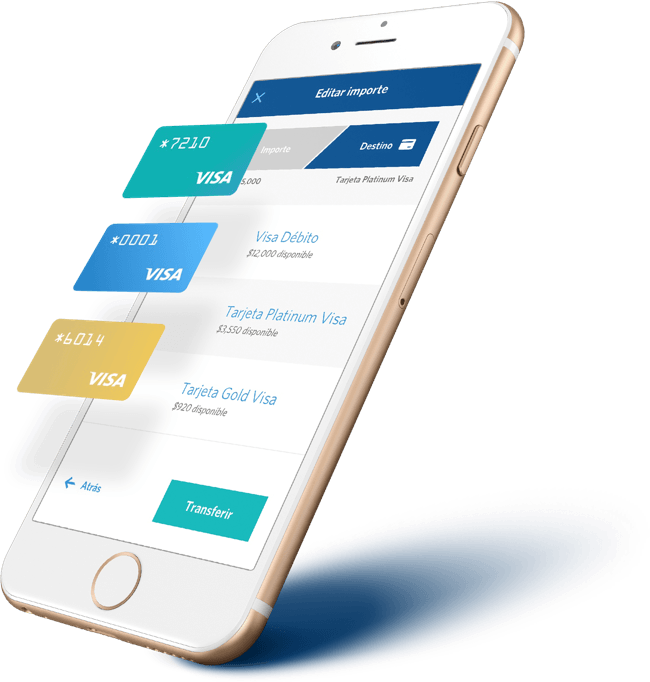 Editar importe
Importe
Destino
5,000
Tarjeta Platinum Visa
*7210
VISA
Visa Débito
$12,000 disponible
*0001
VISA
Tarjeta Platinum Visa
$3,550 disponible
*6014
VISA
Tarjeta Gold Visa
$920 disponible
Atrás
Transferir